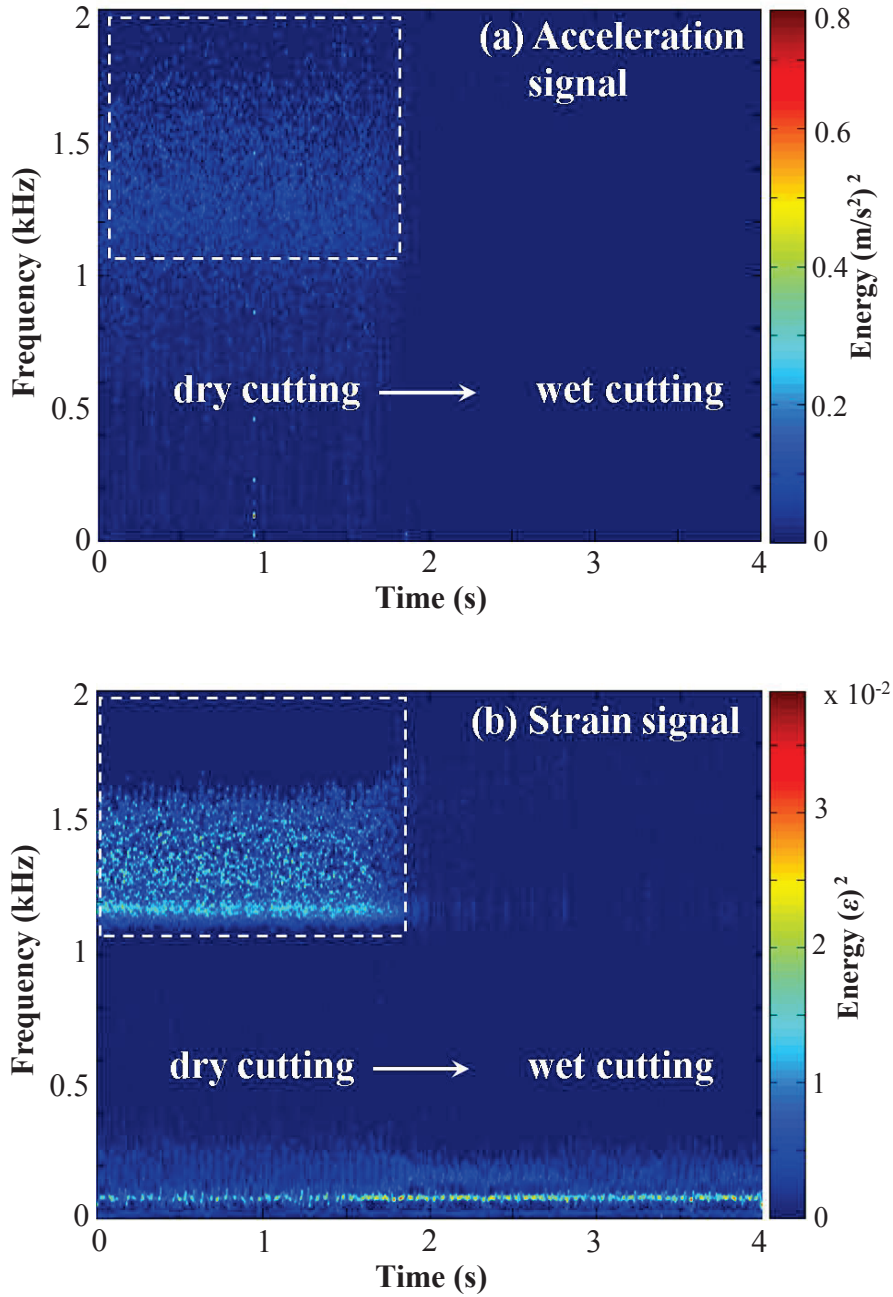 (a) Acceleration
signal
dry cutting
wet cutting
Frequency (kHz)
2
1.5
1
0.5
0
0
1
2
3
4
Time (s)
0.8
0.6
0.4
0.2
0
Energy (m/s²)²
(b) Strain signal
dry cutting
wet cutting
Frequency (kHz)
2
1.5
1
0.5
0
0
1
2
3
4
Time (s)
x 10⁻²
3
2
1
0
Energy (ε)²